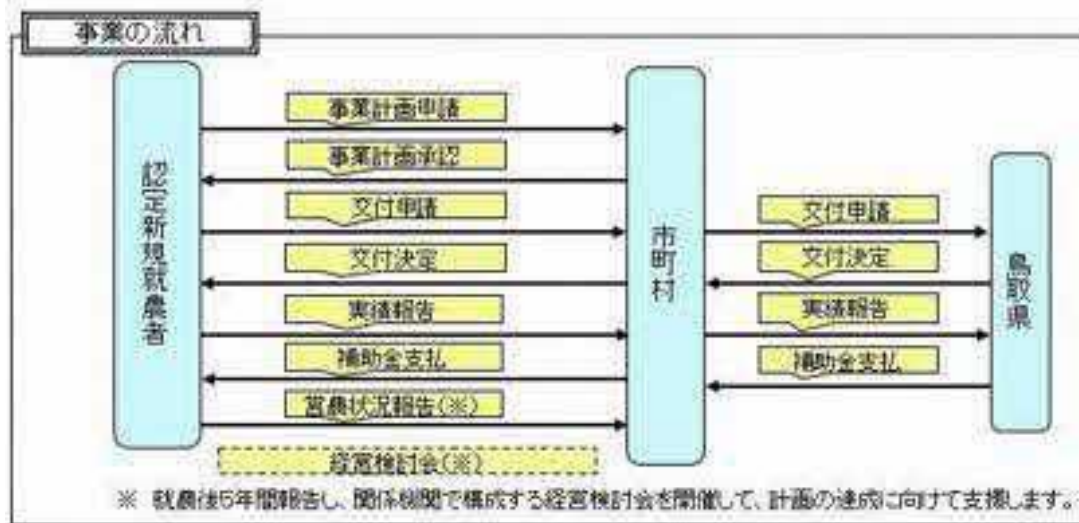 事業の流れ
認定新規就農者
事業計画申請
事業計画承認
交付申請
交付決定
実績報告
補助金支払
営農状況報告(※)
経営検討会(※)
市町村
交付申請
交付決定
実績報告
補助金支払
鳥取県
※ 就農後5年間報告し、関係機関で構成する経営検討会を開催して、計画の達成に向けて支援します。